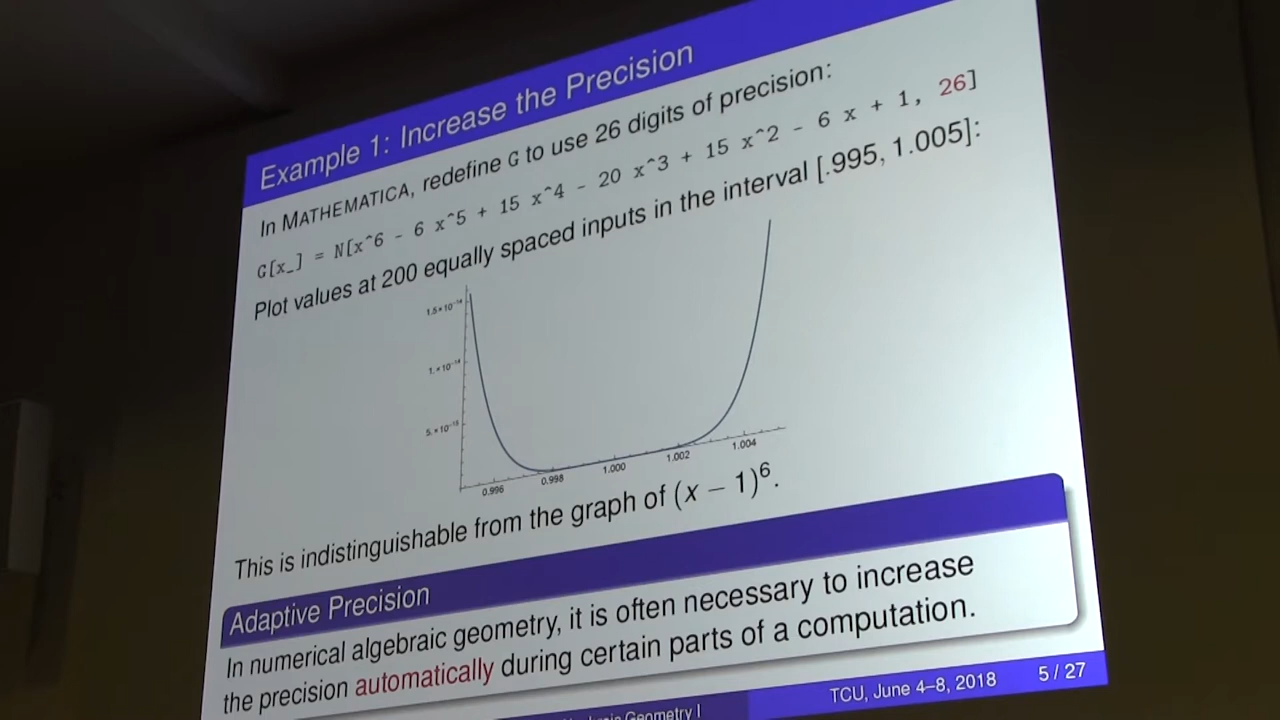 Example 1: Increase the Precision
In MATHEMATICA, redefine G to use 26 digits of precision:
G[x_] = N[x^6 - 6 x^5 + 15 x^4 - 20 x^3 + 15 x^2 - 6 x + 1, 26]
Plot values at 200 equally spaced inputs in the interval [.995, 1.005]:
1.5×10⁻¹⁴
1.×10⁻¹⁴
5.×10⁻¹⁵
0.996 0.998 1.000 1.002 1.004
This is indistinguishable from the graph of (x − 1)⁶.
Adaptive Precision
In numerical algebraic geometry, it is often necessary to increase
the precision automatically during certain parts of a computation.
Geometry I
TCU, June 4–8, 2018
5 / 27